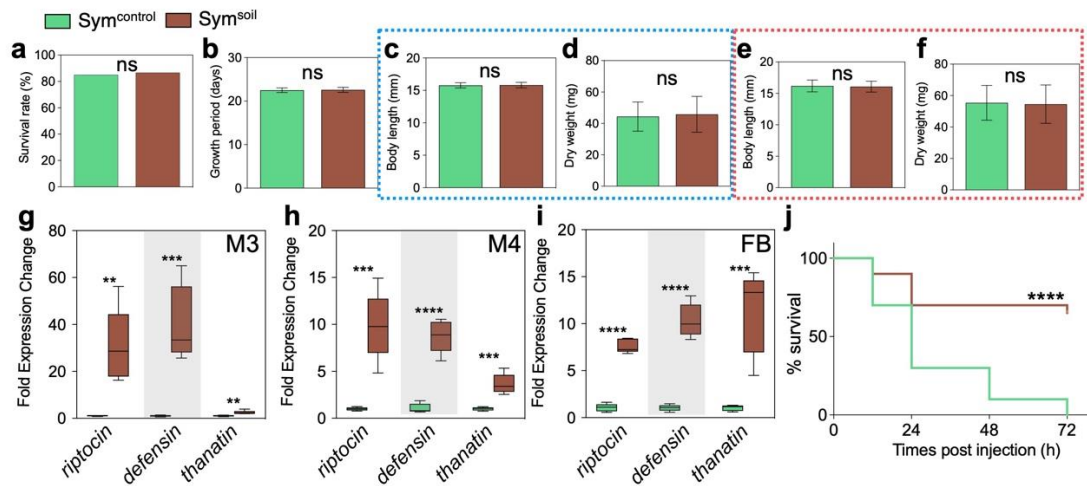 Symcontrol Symsoil
a
Survival rate (%)
100
80
60
40
20
0
ns
b
Growth period (days)
30
20
10
0
ns
c
Body length (mm)
20
15
10
5
0
ns
d
Dry weight (mg)
80
60
40
20
0
ns
e
Body length (mm)
20
15
10
5
0
ns
f
Dry weight (mg)
80
60
40
20
0
ns
g
Fold Expression Change
80
60
40
20
0
M3
**
***
**
riptocin
defensin
thanatin
h
Fold Expression Change
20
15
10
5
0
M4
***
****
***
riptocin
defensin
thanatin
i
Fold Expression Change
20
15
10
5
0
FB
****
****
***
riptocin
defensin
thanatin
j
% survival
100
50
0
****
0 24 48 72
Times post injection (h)